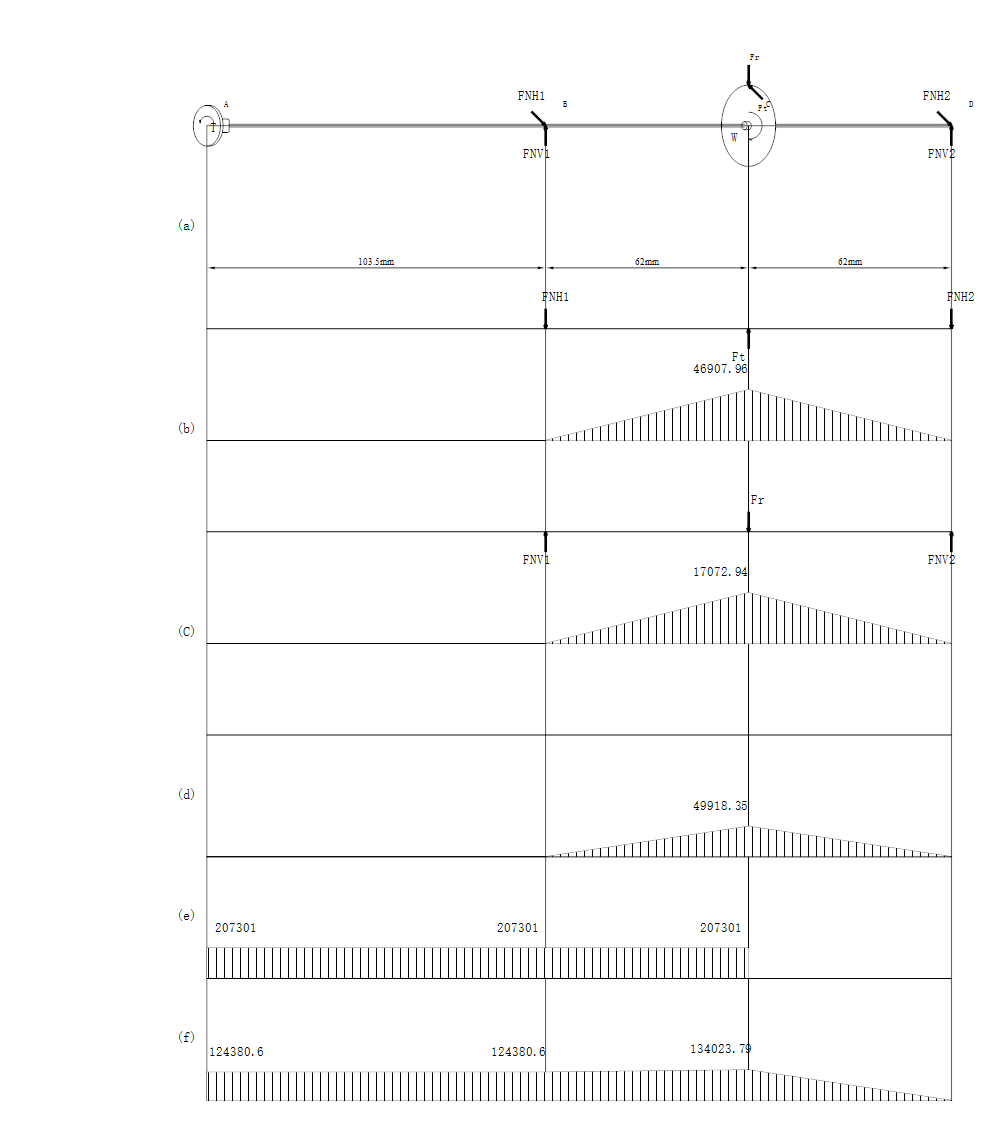 Fr
FNH1
FNH2
A
B
C
D
Ft
T
W
FNV1
FNV2
(a)
103.5mm
62mm
62mm
FNH1
FNH2
Ft
46907.96
(b)
Fr
FNV1
FNV2
17072.94
(C)
(d)
49918.35
(e)
207301
207301
207301
(f)
124380.6
124380.6
134023.79